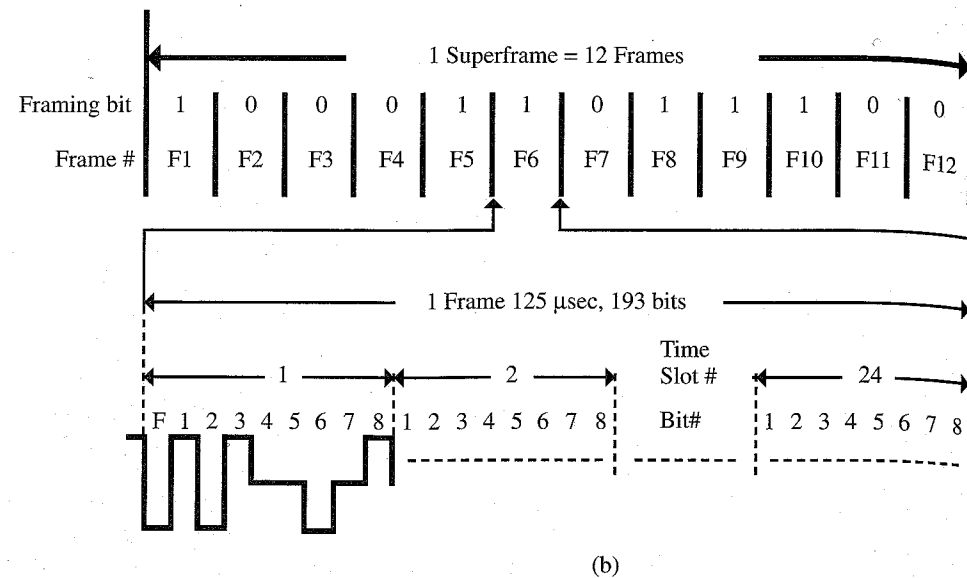 1 Superframe = 12 Frames
Framing bit 1 0 0 0 1 1 0 1 1 1 0 0
Frame # F1 F2 F3 F4 F5 F6 F7 F8 F9 F10 F11 F12
1 Frame 125 μsec, 193 bits
Time
1 2 Slot # 24
F 1 2 3 4 5 6 7 8 1 2 3 4 5 6 7 8 Bit# 1 2 3 4 5 6 7 8
(b)